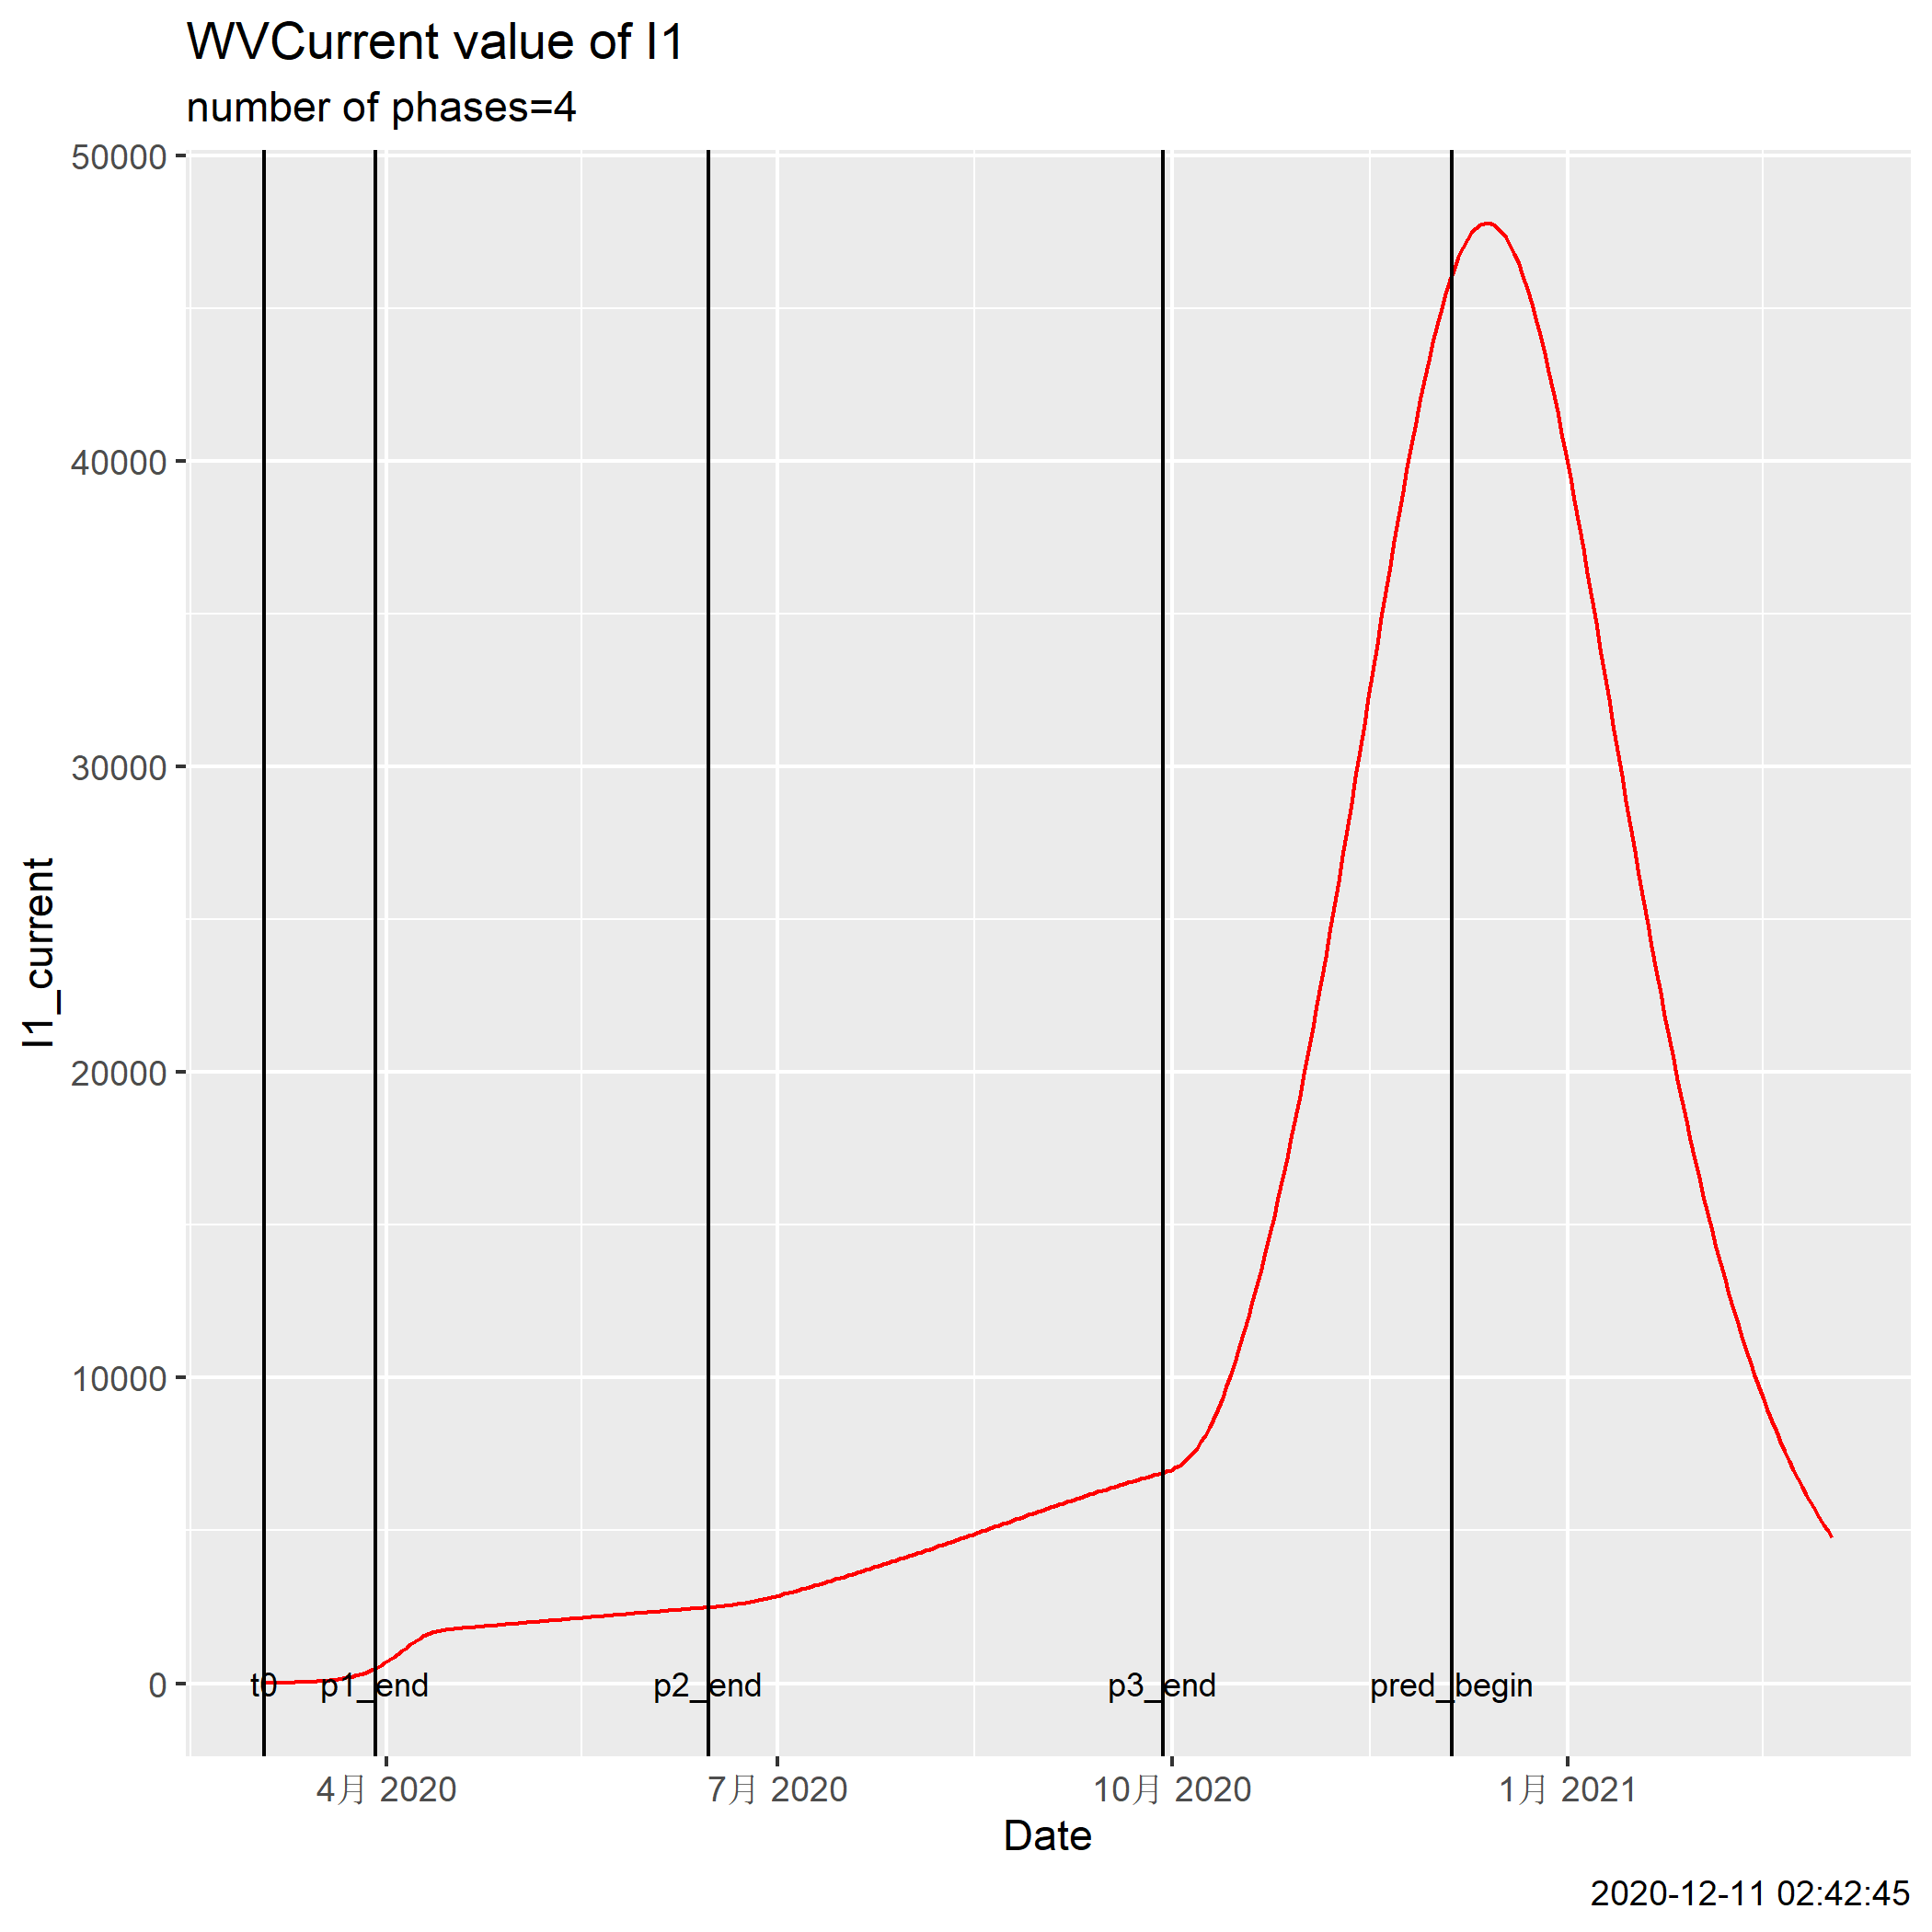 WVCurrent value of I1
number of phases=4
50000
40000
30000
20000
10000
0
I1_current
t0 p1_end p2_end p3_end pred_begin
4月 2020 7月 2020 10月 2020 1月 2021
Date
2020-12-11 02:42:45